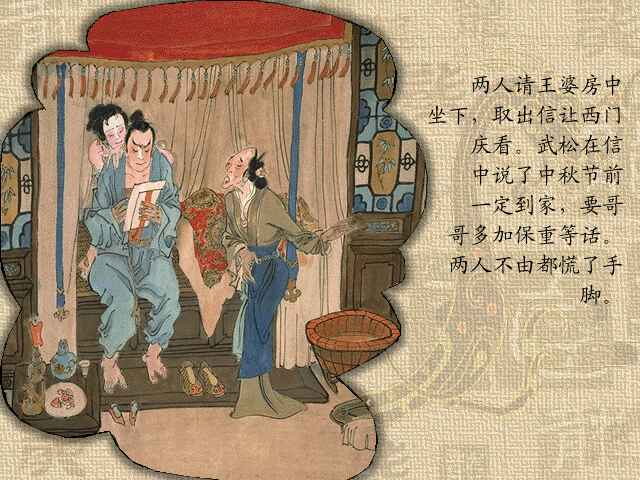 两人请王婆房中
坐下，取出信让西门
庆看。武松在信
中说了中秋节前
一定到家，要哥
哥多加保重等话。
两人不由都慌了手
脚。